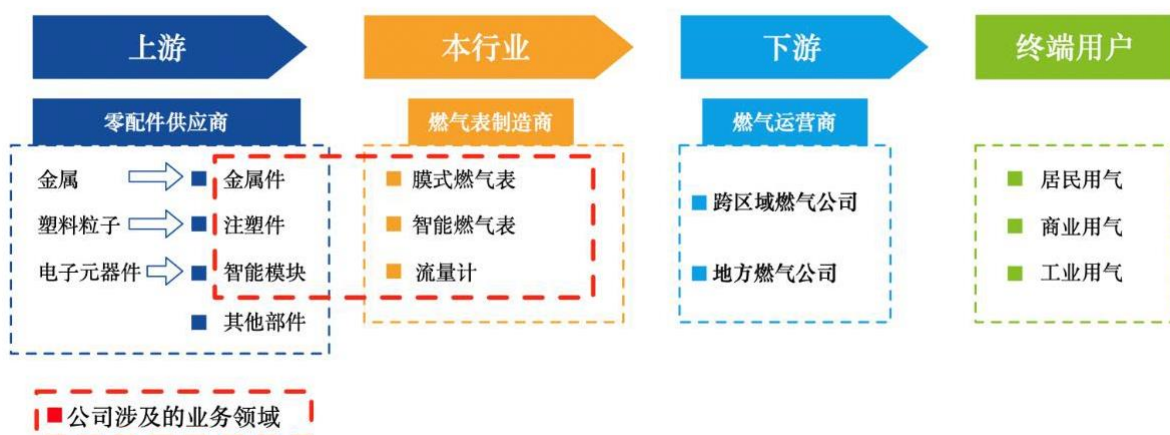 上游
本行业
下游
终端用户
零配件供应商
燃气表制造商
燃气运营商
金属
金属件
塑料粒子
注塑件
电子元器件
智能模块
其他部件
膜式燃气表
智能燃气表
流量计
跨区域燃气公司
地方燃气公司
居民用气
商业用气
工业用气
公司涉及的业务领域